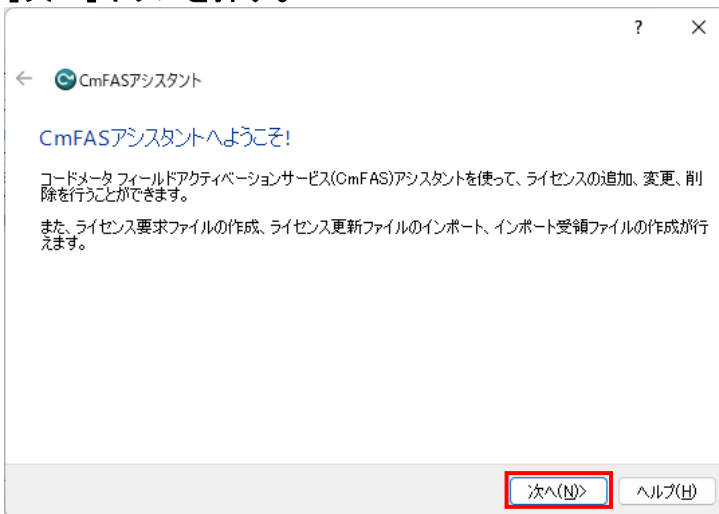 ? ×
← CmFASアシスタント
CmFASアシスタントへようこそ!
コードメータ フィールドアクティベーションサービス(CmFAS)アシスタントを使って、ライセンスの追加、変更、削
除を行うことができます。
また、ライセンス要求ファイルの作成、ライセンス更新ファイルのインポート、インポート受領ファイルの作成が行
えます。
次へ(N)> ヘルプ(H)